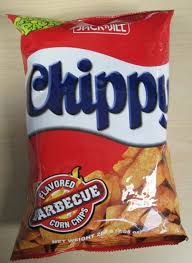 JACK 'n JILL
Chippy
FLAVORED
BARBECUE
CORN CHIPS
NET WEIGHT